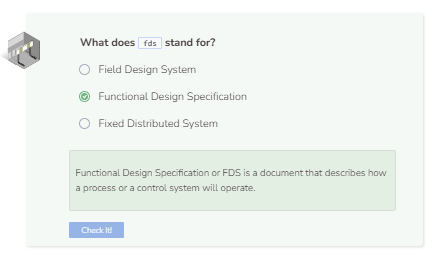 What does fds stand for?
Field Design System
Functional Design Specification
Fixed Distributed System
Functional Design Specification or FDS is a document that describes how
a process or a control system will operate.
Check It!